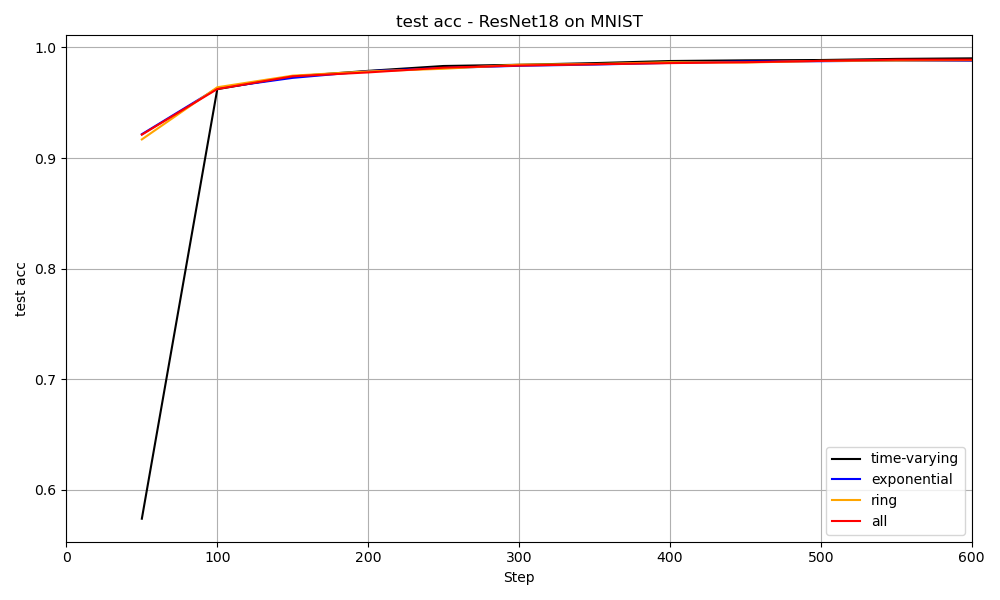 test acc - ResNet18 on MNIST
1.0
0.9
0.8
0.7
0.6
test acc
0
100
200
300
400
500
600
Step
time-varying
exponential
ring
all